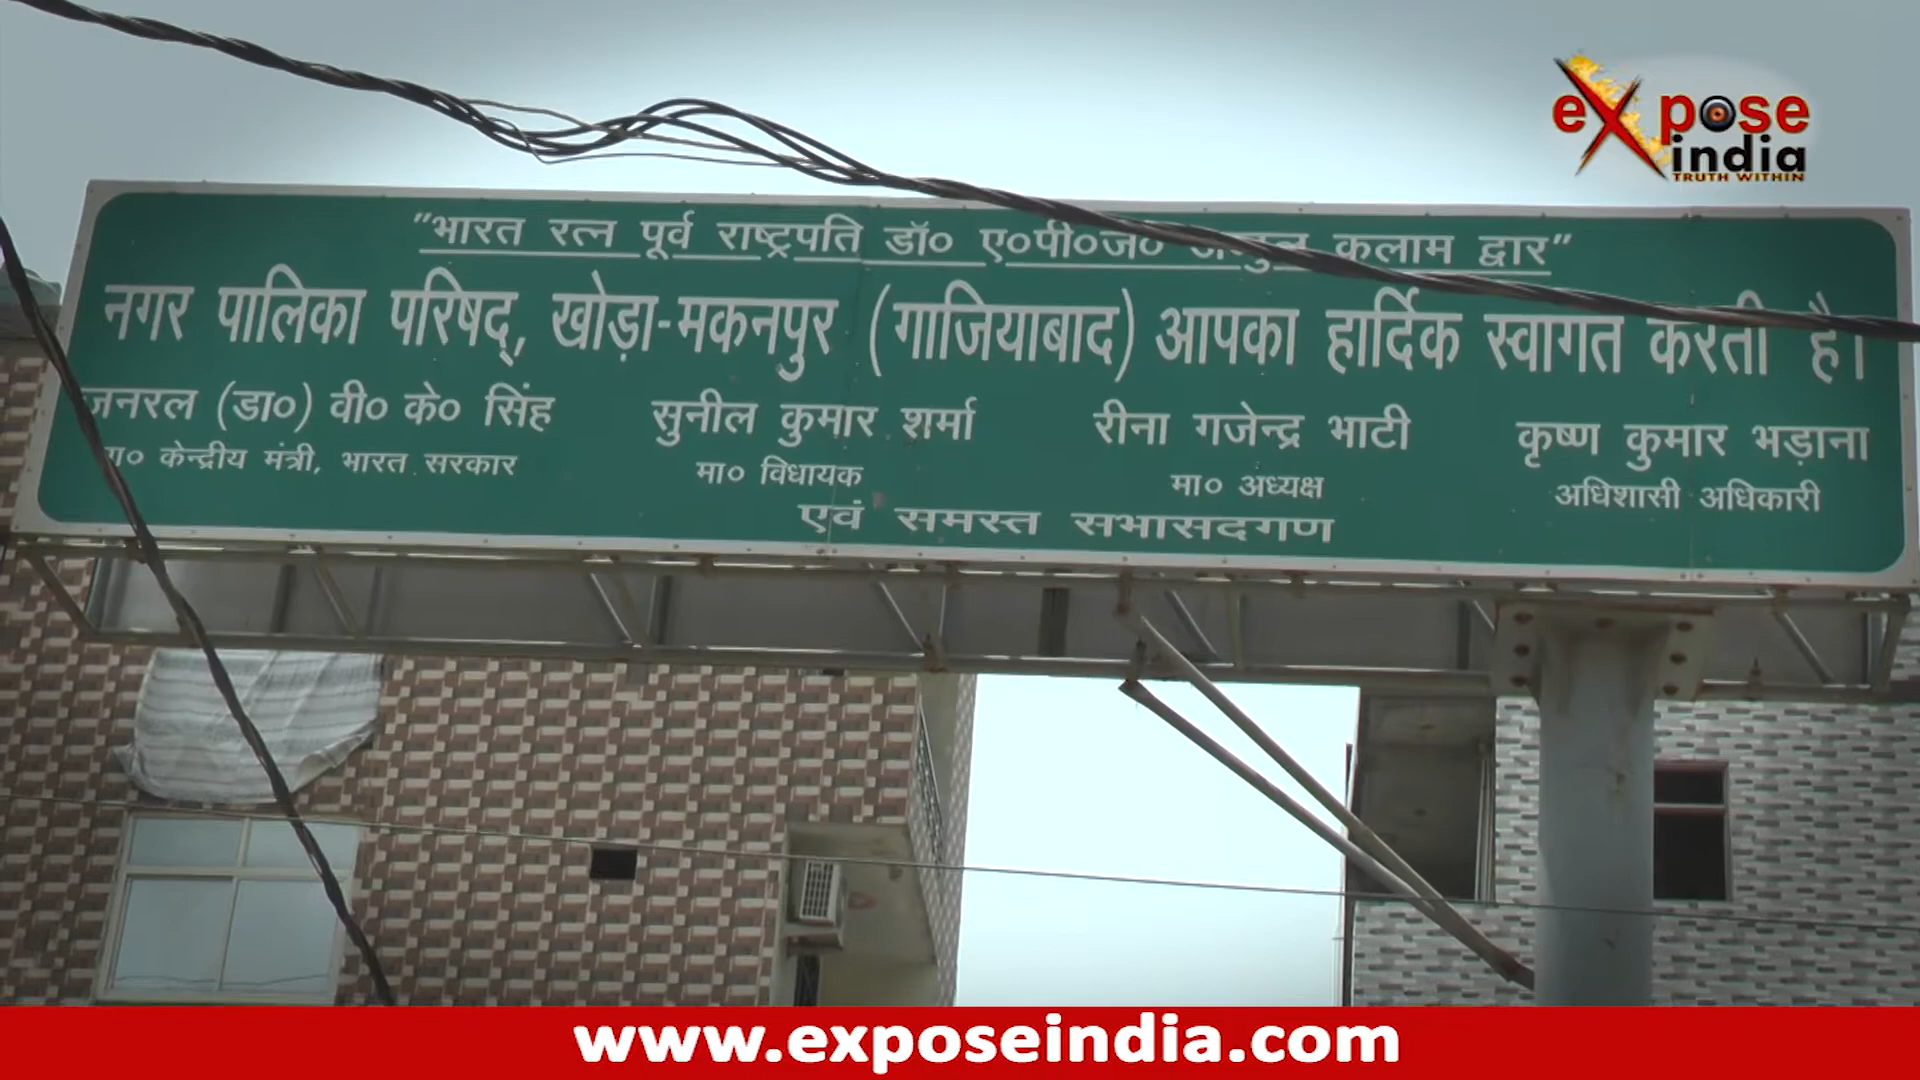 expose
india
TRUTH WITHIN
"भारत रत्न पूर्व राष्ट्रपति डॉ० ए०पी०जे० अब्दुल कलाम द्वार"
नगर पालिका परिषद्, खोड़ा-मकनपुर (गाजियाबाद) आपका हार्दिक स्वागत करती है।
जनरल (डा०) वी० के० सिंह सुनील कुमार शर्मा रीना गजेन्द्र भाटी कृष्ण कुमार भड़ाना
मा० केन्द्रीय मंत्री, भारत सरकार मा० विधायक मा० अध्यक्ष अधिशासी अधिकारी
एवं समस्त सभासदगण
www.exposeindia.com